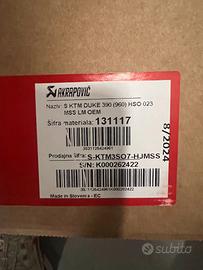 AKRAPOVIČ
Naziv: S KTM DUKE 390 (960) HSO 023
MSS LM OEM
Šifra materiala: 131117
Prodajna šifra: S-KTM3SO7-HJMSS
S/N: K000262422
Made in Slovenia - EC
8/2024
subito